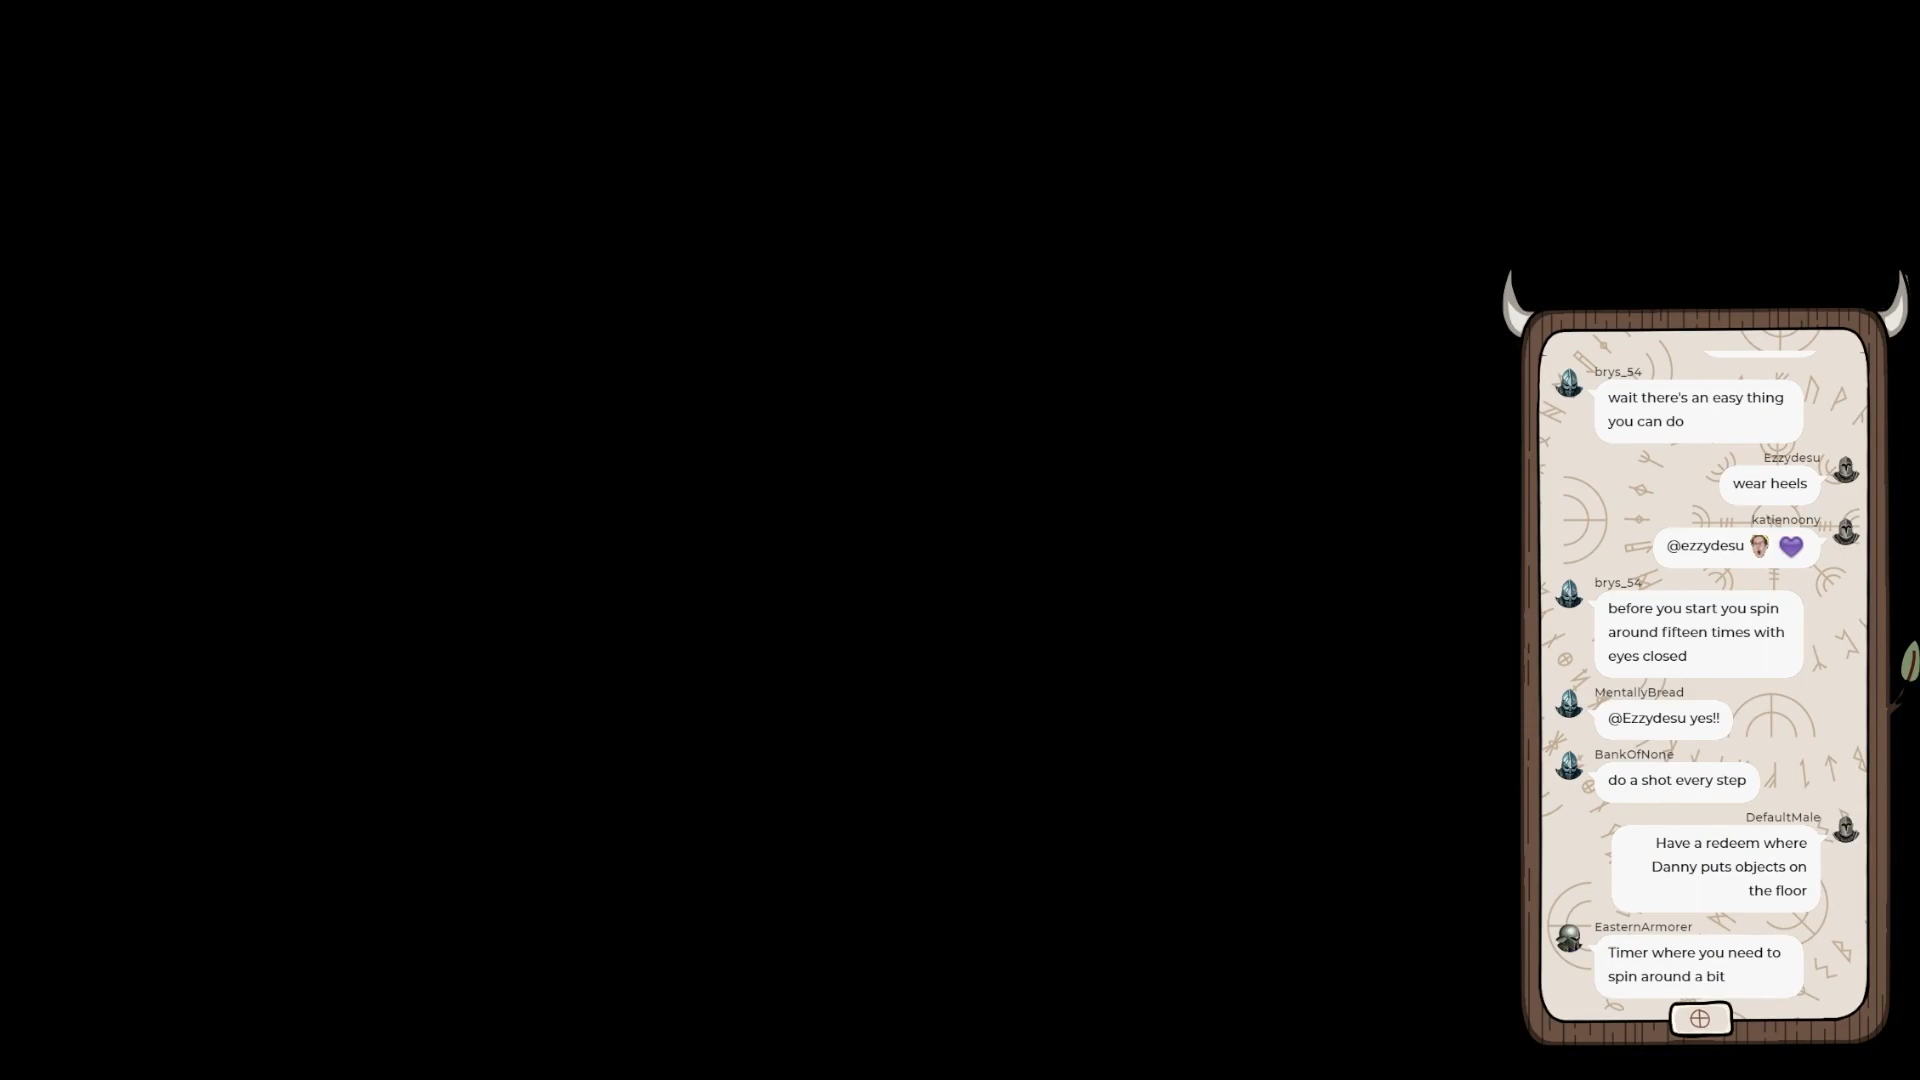 brys_54
wait there's an easy thing
you can do
Ezzydesu
wear heels
katienoony
@ezzydesu
brys_54
before you start you spin
around fifteen times with
eyes closed
MentallyBread
@Ezzydesu yes!!
BankOfNone
do a shot every step
DefaultMale
Have a redeem where
Danny puts objects on
the floor
EasternArmorer
Timer where you need to
spin around a bit